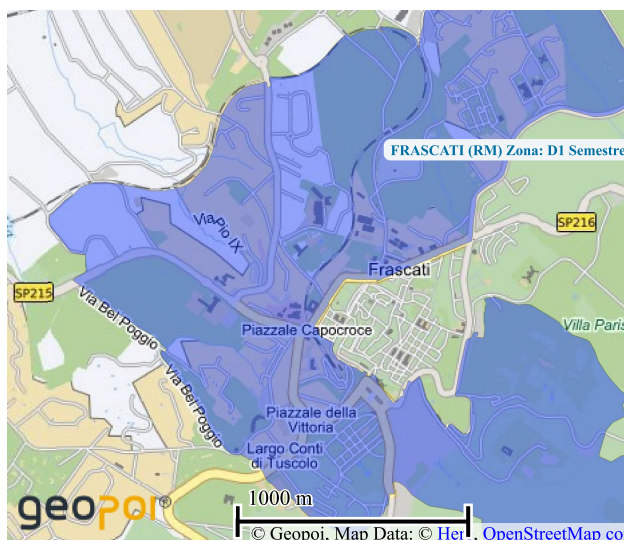 FRASCATI (RM) Zona: D1 Semestre
Via Pio IX
SP216
Frascati
SP215
Via Bel Poggio
Piazzale Capocroce
Villa Paris
Via Bel Poggio
Piazzale della
Vittoria
Largo Conti
di Tuscolo
geopoi®
1000 m
© Geopoi, Map Data: © Her, OpenStreetMap co